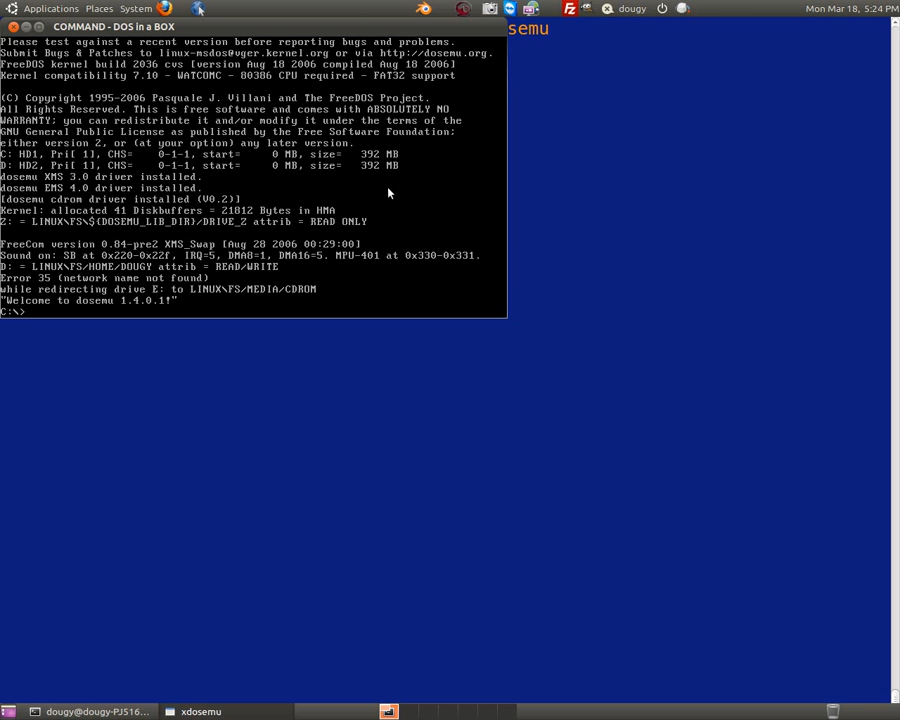 Applications Places System
dougy
Mon Mar 18, 5:24 PM
COMMAND - DOS in a BOX
semu
Please test against a recent version before reporting bugs and problems.
Submit Bugs & Patches to linux-msdos@vger.kernel.org or via http://dosemu.org.
FreeDOS kernel build 2036 cvs [version Aug 18 2006 compiled Aug 18 2006]
Kernel compatibility 7.10 - WATCOMC - 80386 CPU required - FAT32 support
(C) Copyright 1995-2006 Pasquale J. Villani and The FreeDOS Project.
All Rights Reserved. This is free software and comes with ABSOLUTELY NO
WARRANTY; you can redistribute it and/or modify it under the terms of the
GNU General Public License as published by the Free Software Foundation;
either version 2, or (at your option) any later version.
C: HD1, Pri[ 1], CHS=    0-1-1, start=    0 MB, size=   392 MB
D: HD2, Pri[ 1], CHS=    0-1-1, start=    0 MB, size=   392 MB
dosemu XMS 3.0 driver installed.
dosemu EMS 4.0 driver installed.
[dosemu cdrom driver installed (V0.2)]
Kernel: allocated 41 Diskbuffers = 21812 Bytes in HMA
Z: = LINUX\FS\${DOSEMU_LIB_DIR}/DRIVE_Z attrib = READ ONLY
FreeCom version 0.84-pre2 XMS_Swap [Aug 28 2006 00:29:00]
Sound on: SB at 0x220-0x22f, IRQ=5, DMA8=1, DMA16=5. MPU-401 at 0x330-0x331.
D: = LINUX\FS/HOME/DOUGY attrib = READ/WRITE
Error 35 (network name not found)
while redirecting drive E: to LINUX\FS/MEDIA/CDROM
"Welcome to dosemu 1.4.0.1!"
C:\>
dougy@dougy-PJ516...
xdosemu